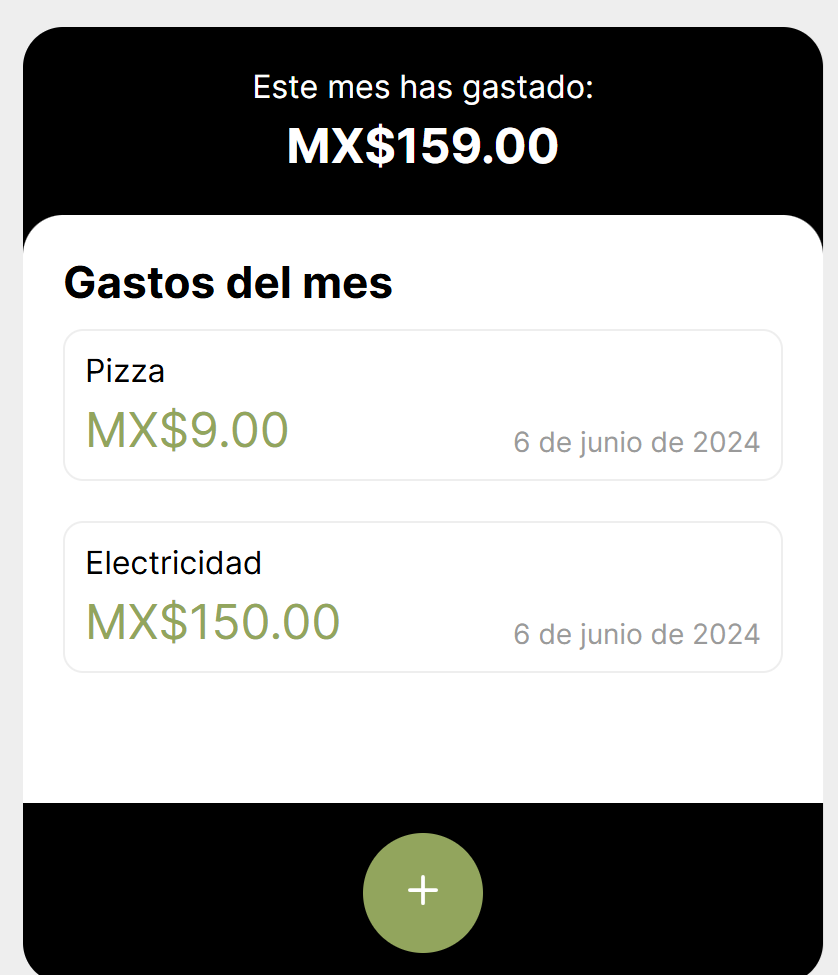 Este mes has gastado:
MX$159.00
Gastos del mes
Pizza
MX$9.00
6 de junio de 2024
Electricidad
MX$150.00
6 de junio de 2024
+